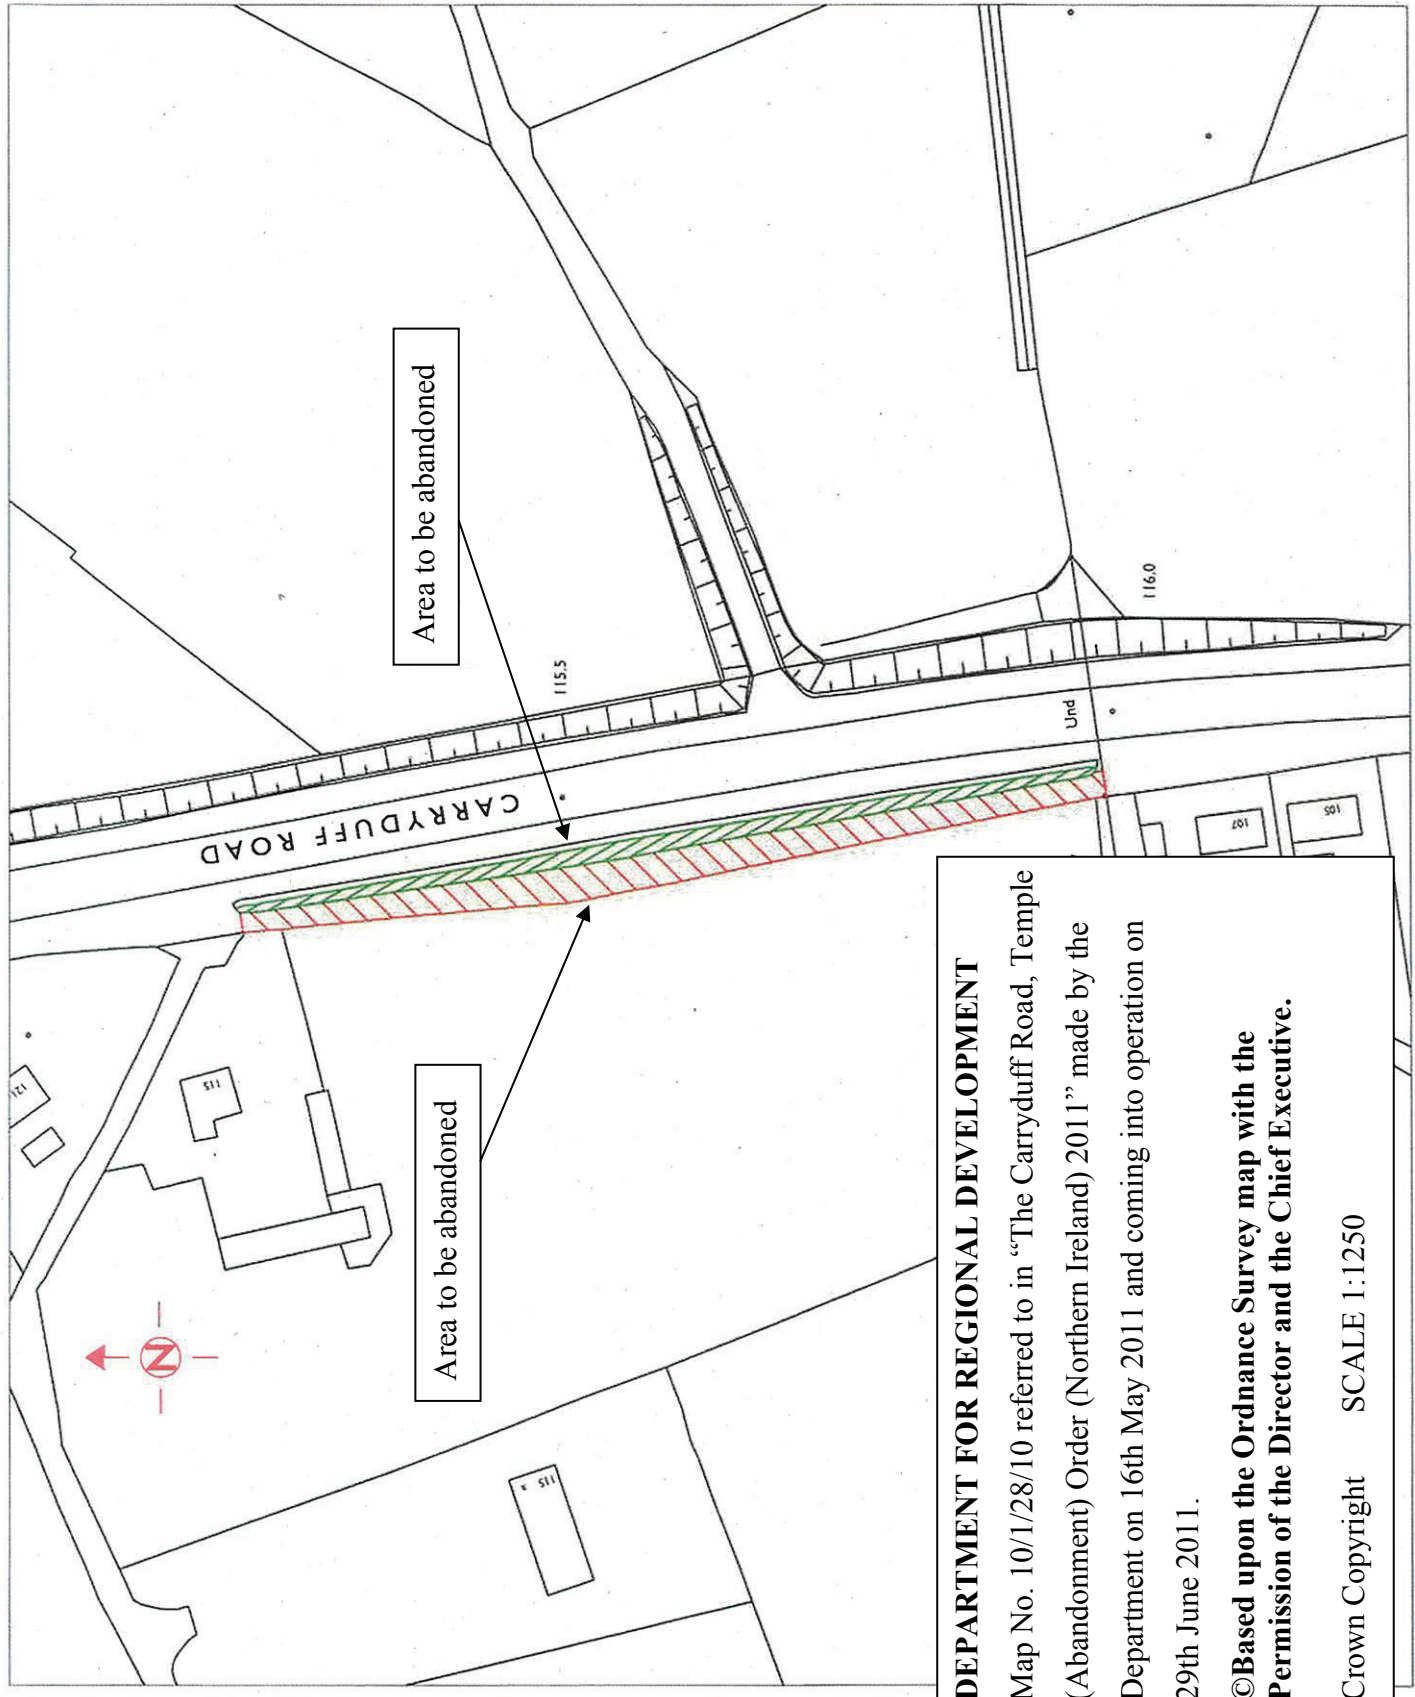 DEPARTMENT FOR REGIONAL DEVELOPMENT
Map No. 10/1/28/10 referred to in “The Carryduff Road, Temple
(Abandonment) Order (Northern Ireland) 2011” made by the
Department on 16th May 2011 and coming into operation on
29th June 2011.
©Based upon the Ordnance Survey map with the
Permission of the Director and the Chief Executive.
Crown Copyright SCALE 1:1250
Area to be abandoned
Area to be abandoned
CARRYDUFF ROAD
115.5
116.0
Und
107
105
115
115 a
N